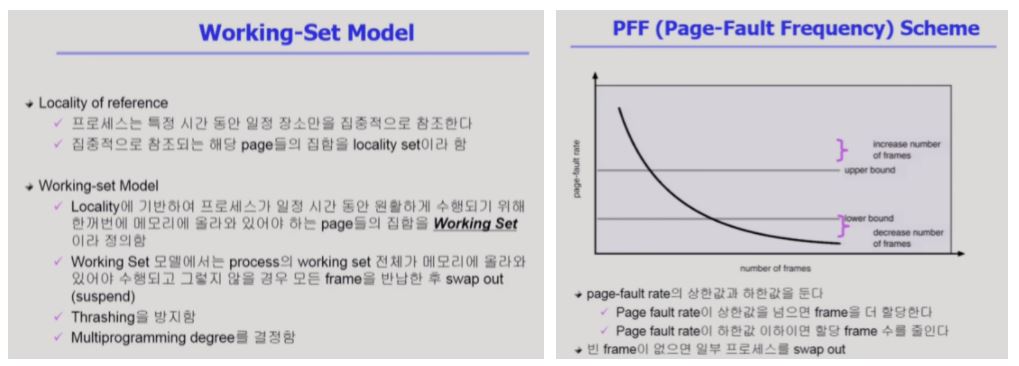 Working-Set Model
Locality of reference
프로세스는 특정 시간 동안 일정 장소만을 집중적으로 참조한다
집중적으로 참조되는 해당 page들의 집합을 locality set이라 함
Working-set Model
Locality에 기반하여 프로세스가 일정 시간 동안 원활하게 수행되기 위해
한꺼번에 메모리에 올라와 있어야 하는 page들의 집합을 Working Set
이라 정의함
Working Set 모델에서는 process의 working set 전체가 메모리에 올라와
있어야 수행되고 그렇지 않을 경우 모든 frame을 반납한 후 swap out
(suspend)
Thrashing을 방지함
Multiprogramming degree를 결정함
PFF (Page-Fault Frequency) Scheme
page-fault rate
increase number
of frames
upper bound
lower bound
decrease number
of frames
number of frames
page-fault rate의 상한값과 하한값을 둔다
Page fault rate이 상한값을 넘으면 frame을 더 할당한다
Page fault rate이 하한값 이하이면 할당 frame 수를 줄인다
빈 frame이 없으면 일부 프로세스를 swap out